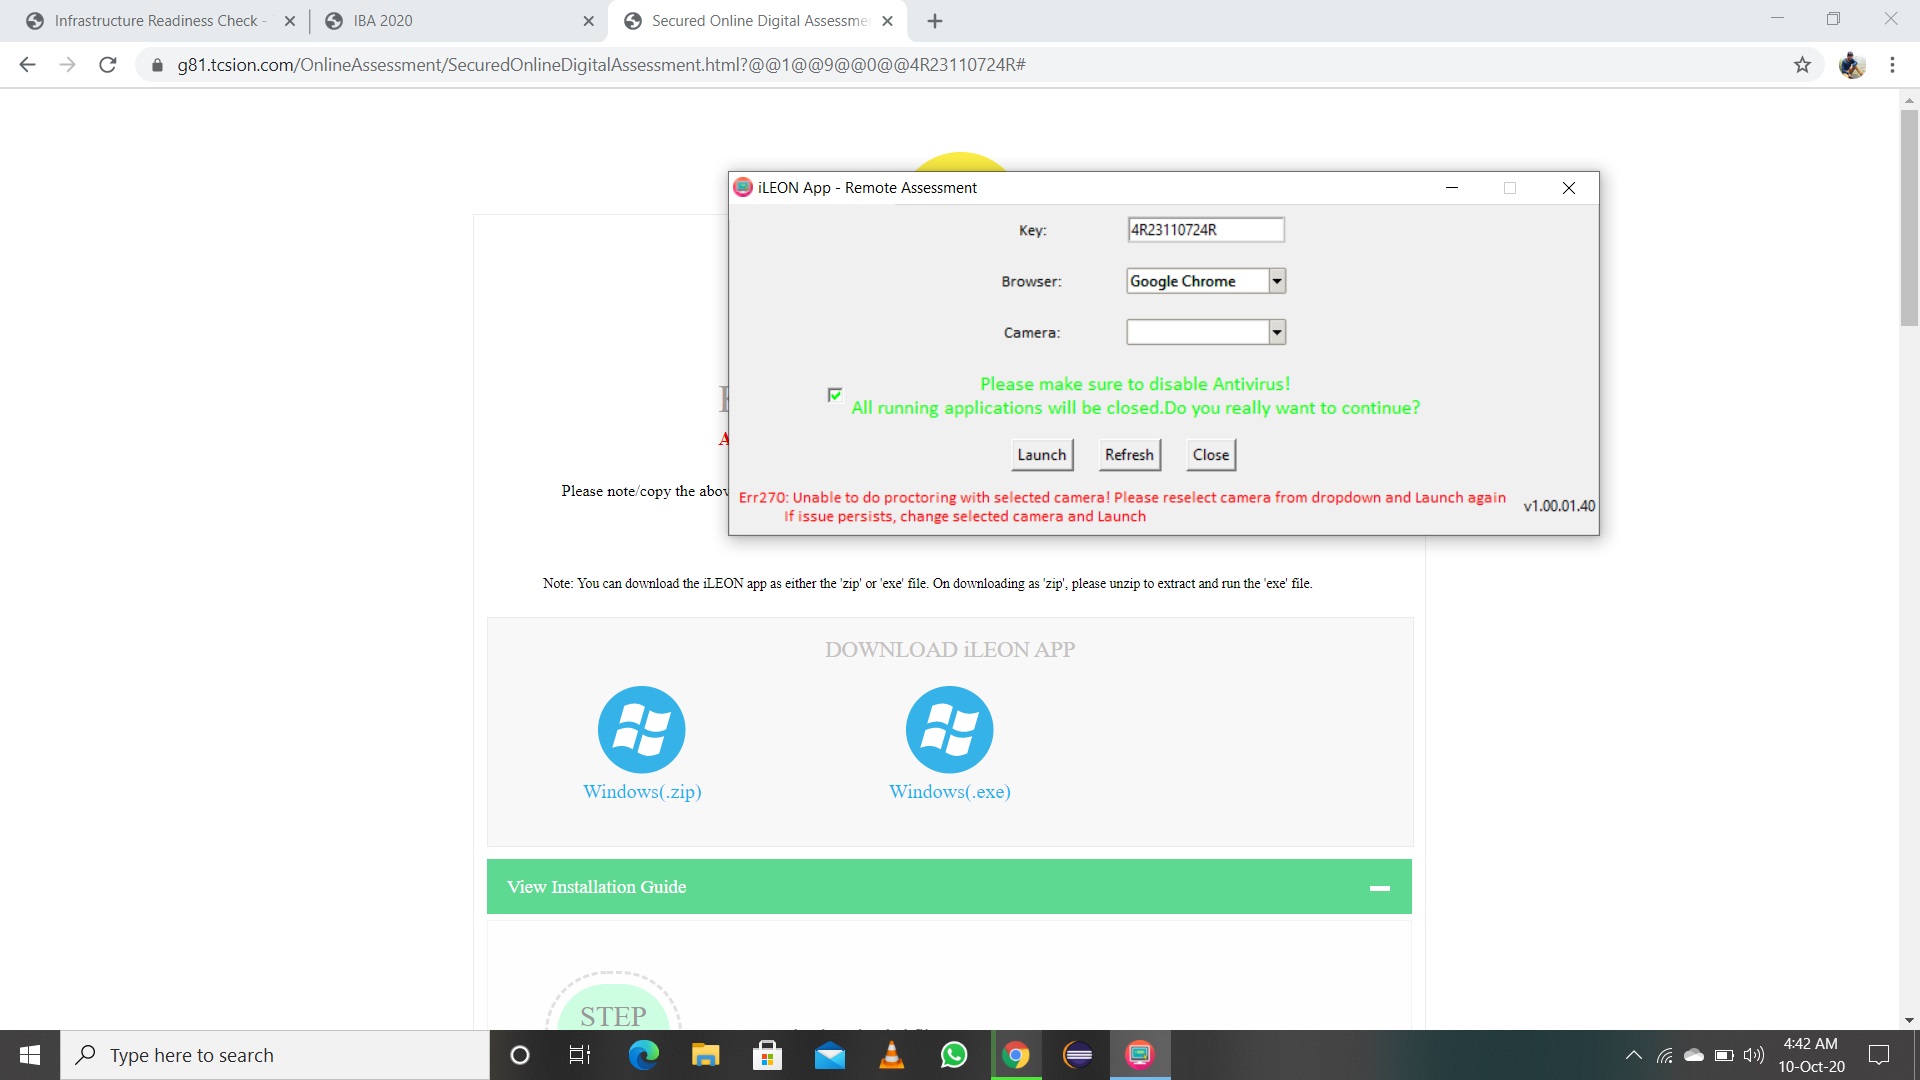 Infrastructure Readiness Check -
IBA 2020
Secured Online Digital Assessme
g81.tcsion.com/OnlineAssessment/SecuredOnlineDigitalAssessment.html?@@1@@9@@0@@4R23110724R#
iLEON App - Remote Assessment
Key:
4R23110724R
Browser:
Google Chrome
Camera:
Please make sure to disable Antivirus!
All running applications will be closed.Do you really want to continue?
Launch
Refresh
Close
Err270: Unable to do proctoring with selected camera! Please reselect camera from dropdown and Launch again
If issue persists, change selected camera and Launch
v1.00.01.40
A
Please note/copy the abov
Note: You can download the iLEON app as either the 'zip' or 'exe' file. On downloading as 'zip', please unzip to extract and run the 'exe' file.
DOWNLOAD iLEON APP
Windows(.zip)
Windows(.exe)
View Installation Guide
STEP
Type here to search
4:42 AM
10-Oct-20